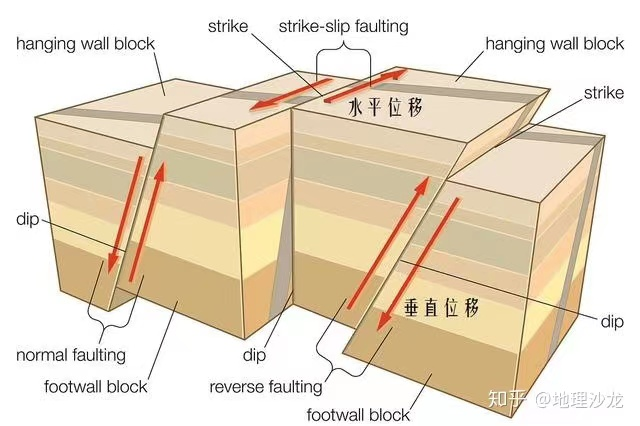 strike
strike-slip faulting
hanging wall block
hanging wall block
strike
水平位移
dip
垂直位移
dip
normal faulting
dip
reverse faulting
footwall block
footwall block
知乎 @地理沙龙